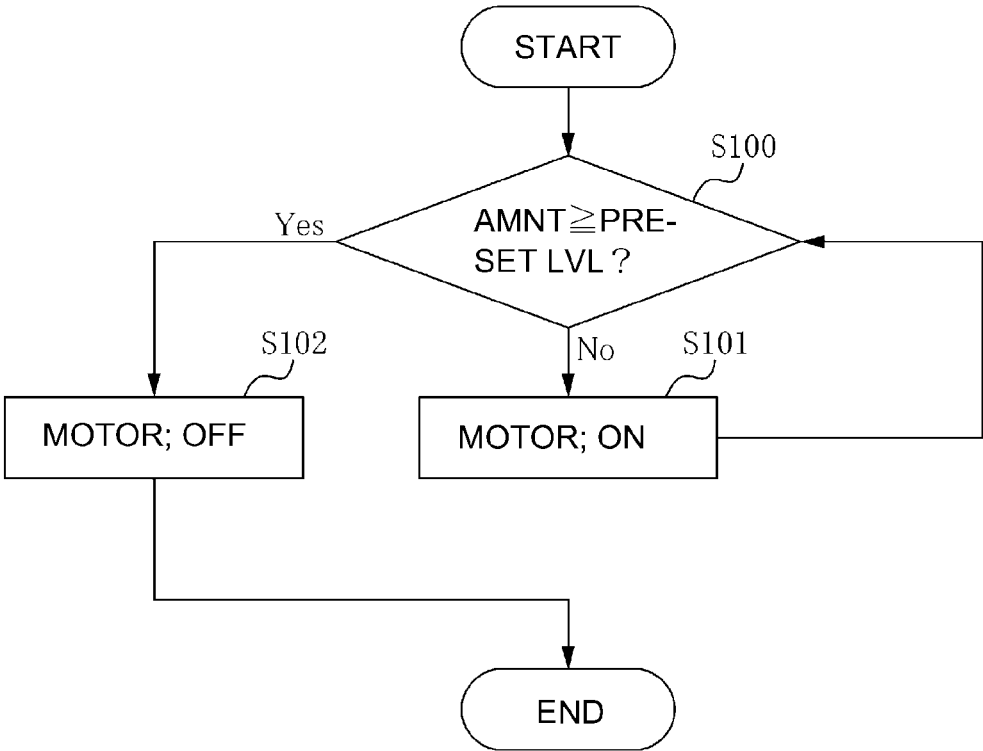 START
S100
AMNT≧PRE-
SET LVL?
Yes
No
S102
S101
MOTOR; OFF
MOTOR; ON
END